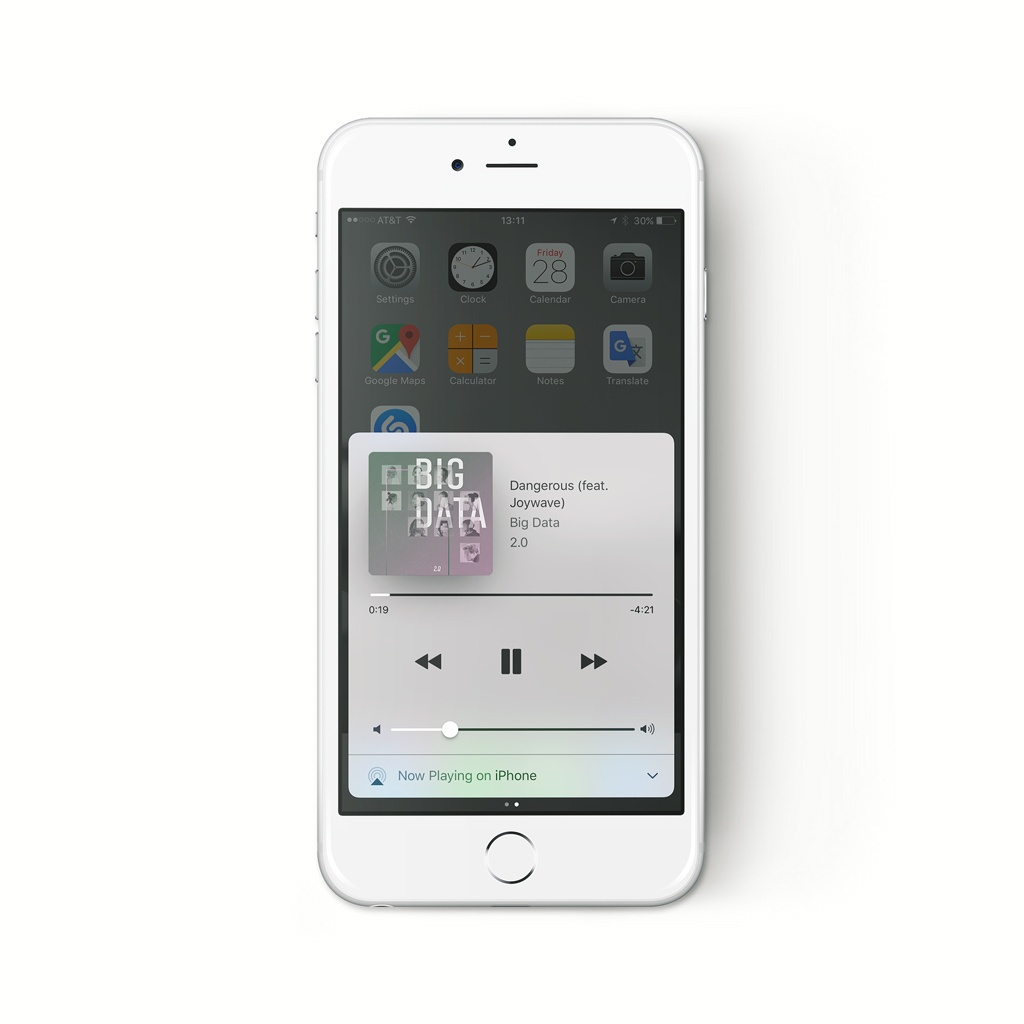 AT&T 13:11 30%
Friday
28
Settings Clock Calendar Camera
G
Google Maps Calculator Notes Translate
BIG
DATA
2.0
Dangerous (feat.
Joywave)
Big Data
2.0
0:19 -4:21
Now Playing on iPhone